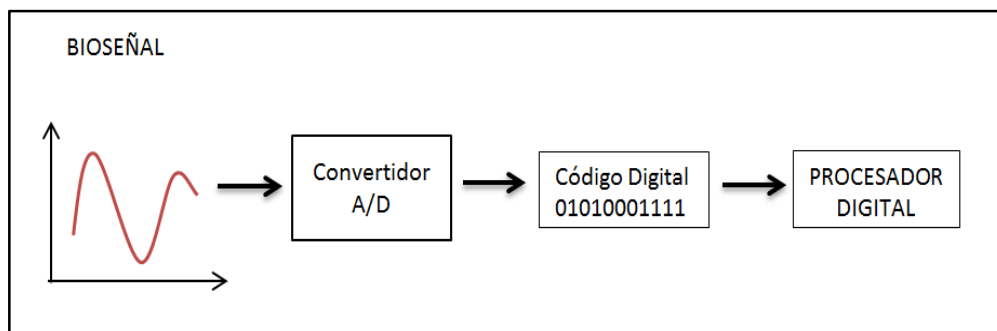 BIOSEÑAL
Convertidor
A/D
Código Digital
01010001111
PROCESADOR
DIGITAL